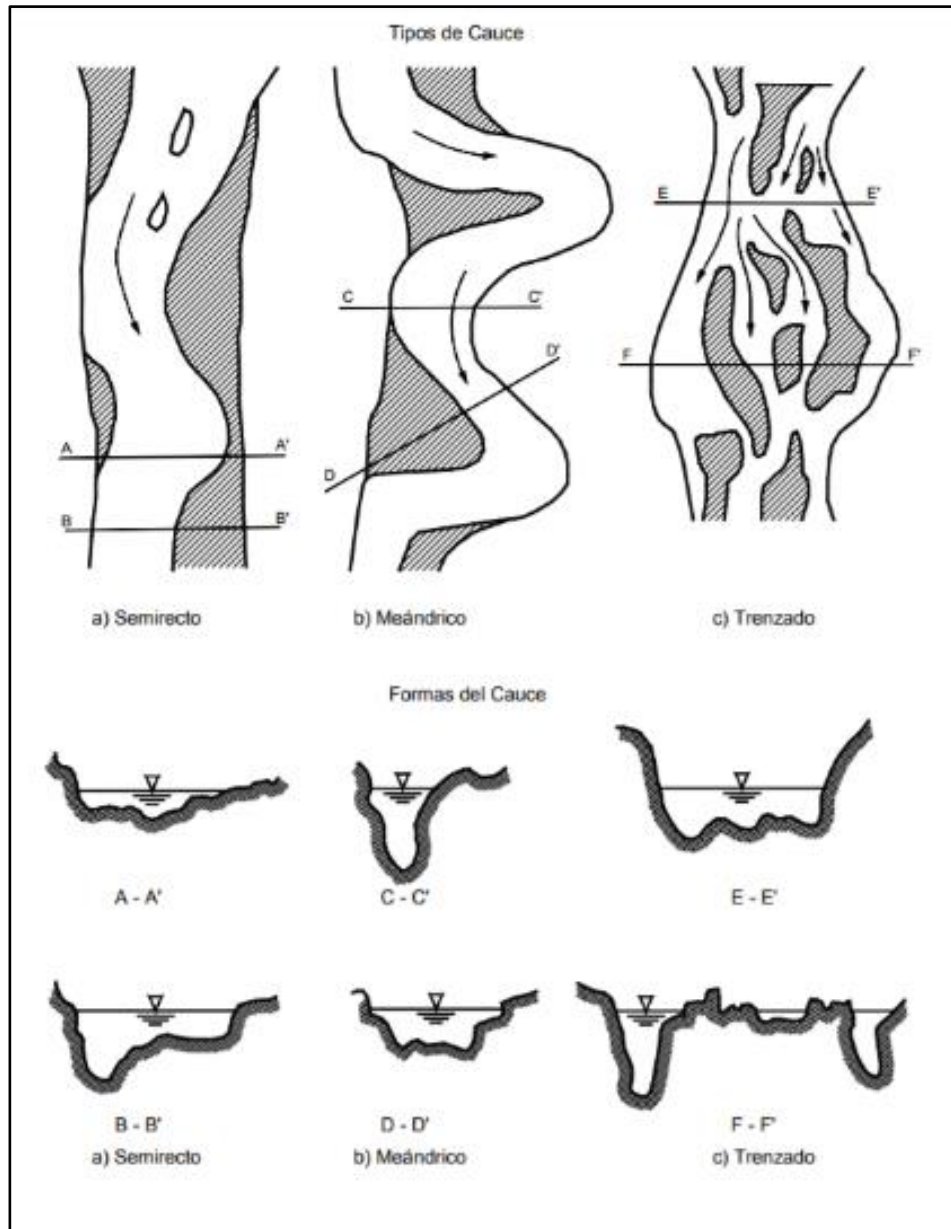 Tipos de Cauce
E E'
C C'
D'
F F'
A A'
D
B B'
a) Semirecto b) Meándrico c) Trenzado
Formas del Cauce
A - A' C - C' E - E'
B - B' D - D' F - F'
a) Semirecto b) Meándrico c) Trenzado